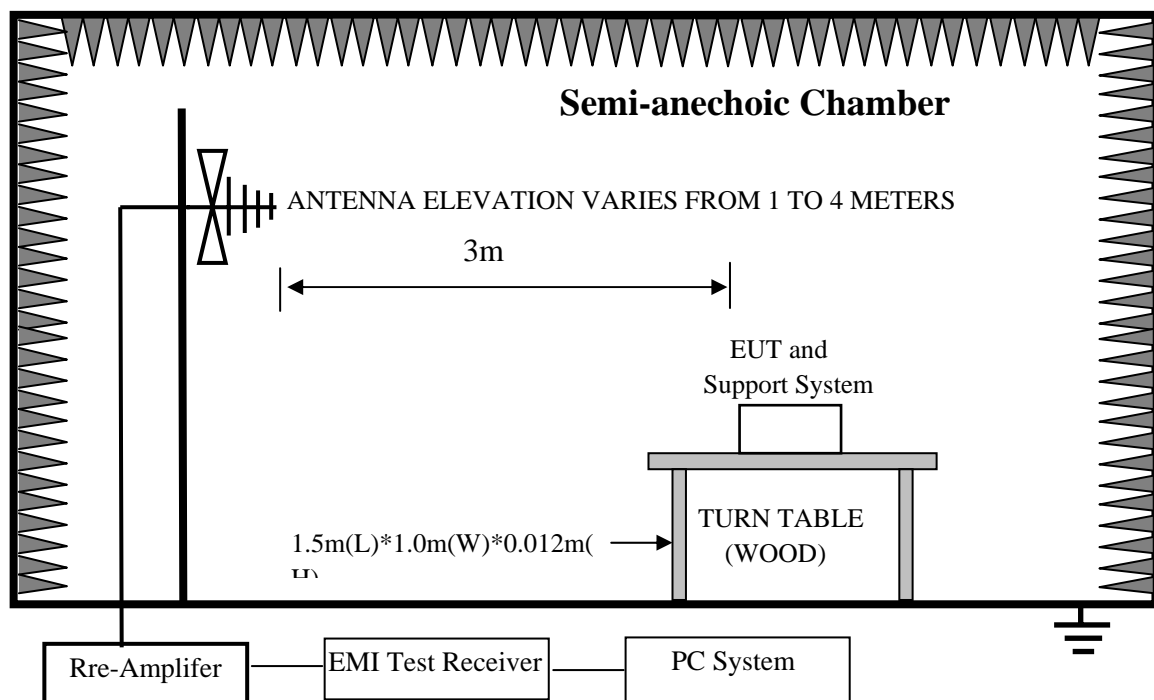 Semi-anechoic Chamber
ANTENNA ELEVATION VARIES FROM 1 TO 4 METERS
3m
EUT and
Support System
TURN TABLE
(WOOD)
1.5m(L)*1.0m(W)*0.012m(
H)
Rre-Amplifer
EMI Test Receiver
PC System